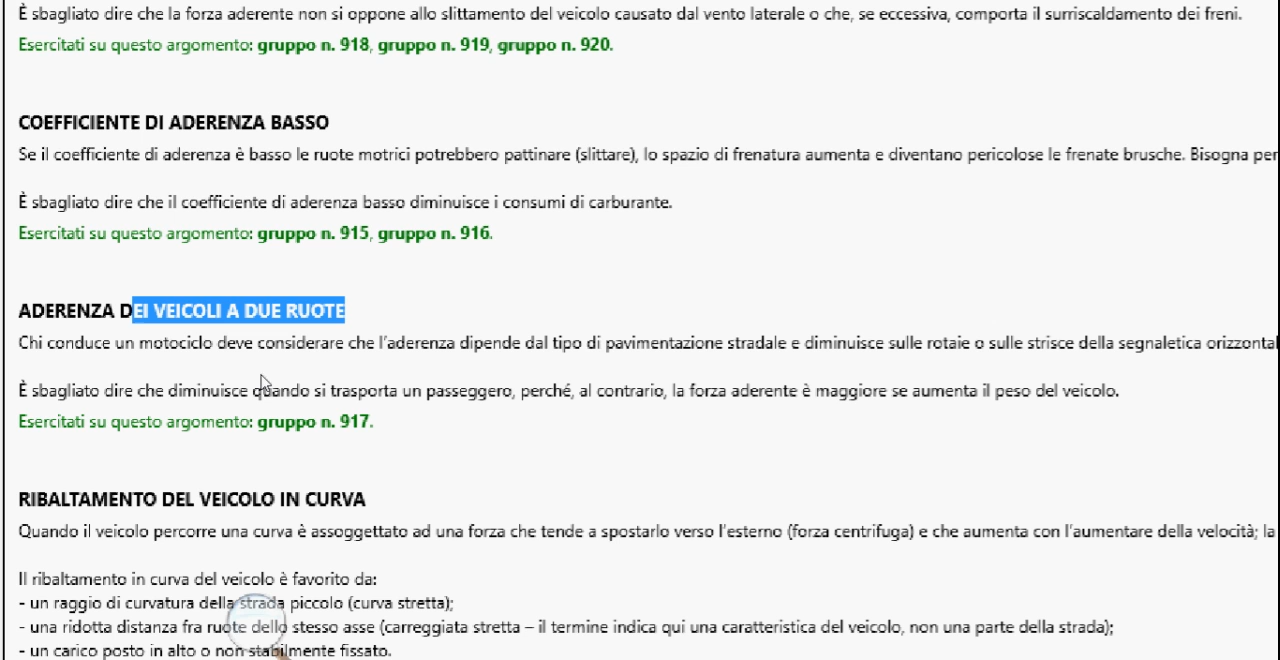 È sbagliato dire che la forza aderente non si oppone allo slittamento del veicolo causato dal vento laterale o che, se eccessiva, comporta il surriscaldamento dei freni.
Esercitati su questo argomento: gruppo n. 918, gruppo n. 919, gruppo n. 920.
COEFFICIENTE DI ADERENZA BASSO
Se il coefficiente di aderenza è basso le ruote motrici potrebbero pattinare (slittare), lo spazio di frenatura aumenta e diventano pericolose le frenate brusche. Bisogna per
È sbagliato dire che il coefficiente di aderenza basso diminuisce i consumi di carburante.
Esercitati su questo argomento: gruppo n. 915, gruppo n. 916.
ADERENZA DEI VEICOLI A DUE RUOTE
Chi conduce un motociclo deve considerare che l'aderenza dipende dal tipo di pavimentazione stradale e diminuisce sulle rotaie o sulle strisce della segnaletica orizzontal
È sbagliato dire che diminuisce quando si trasporta un passeggero, perché, al contrario, la forza aderente è maggiore se aumenta il peso del veicolo.
Esercitati su questo argomento: gruppo n. 917.
RIBALTAMENTO DEL VEICOLO IN CURVA
Quando il veicolo percorre una curva è assoggettato ad una forza che tende a spostarlo verso l'esterno (forza centrifuga) e che aumenta con l'aumentare della velocità; la
Il ribaltamento in curva del veicolo è favorito da:
- un raggio di curvatura della strada piccolo (curva stretta);
- una ridotta distanza fra ruote dello stesso asse (carreggiata stretta – il termine indica qui una caratteristica del veicolo, non una parte della strada);
- un carico posto in alto o non stabilmente fissato.